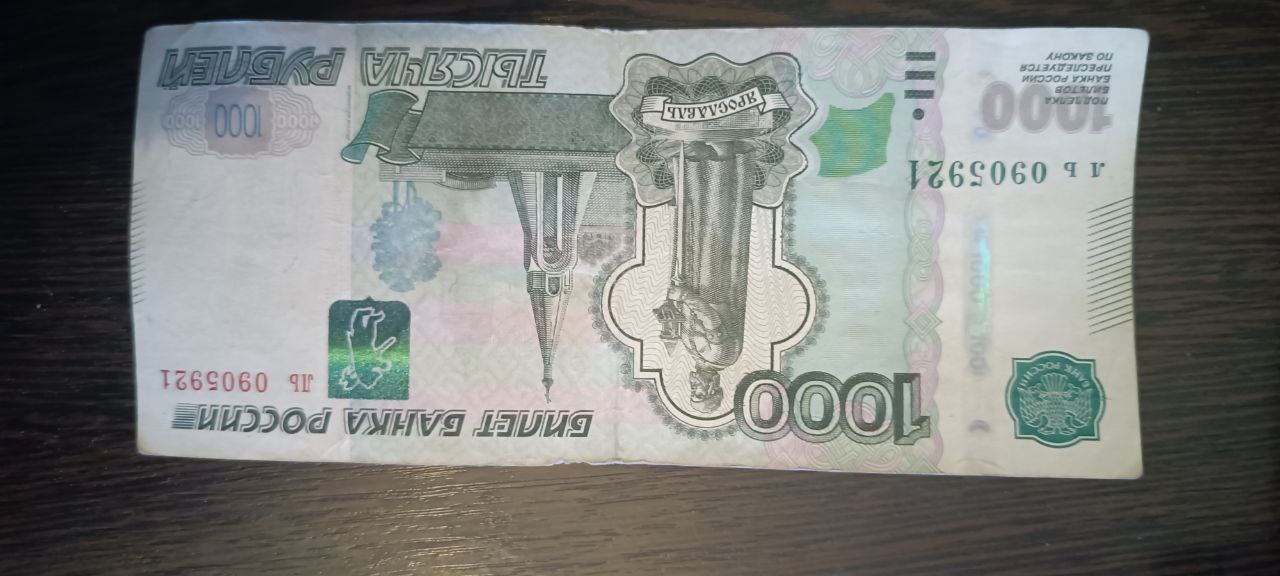 1000
БИЛЕТ БАНКА РОССИИ
БАНК РОССИИ
ЛЬ 0905921
ль 0905921
1000
ПОДДЕЛКА
БИЛЕТОВ
БАНКА РОССИИ
ПРЕСЛЕДУЕТСЯ
ПО ЗАКОНУ
ЯРОСЛАВЛЬ
1000 1000 1000
ТЫСЯЧА РУБЛЕЙ